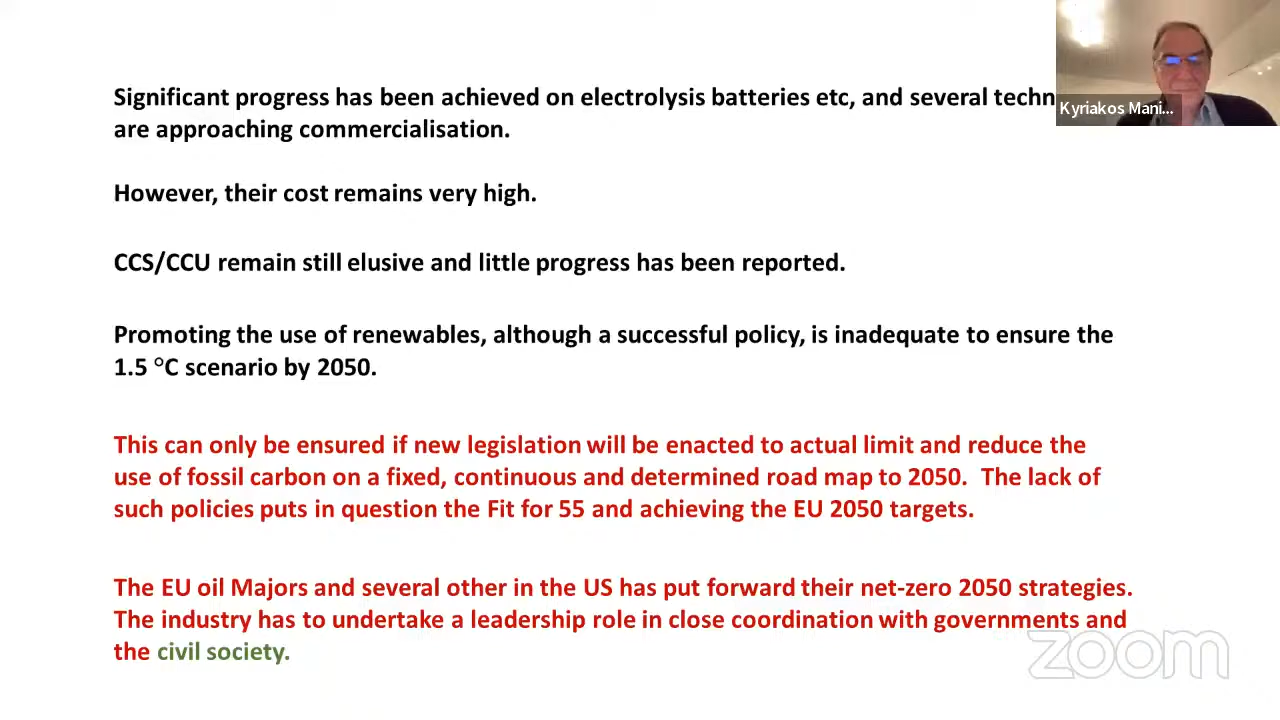 Significant progress has been achieved on electrolysis batteries etc, and several techn
are approaching commercialisation.
However, their cost remains very high.
CCS/CCU remain still elusive and little progress has been reported.
Promoting the use of renewables, although a successful policy, is inadequate to ensure the
1.5 °C scenario by 2050.
This can only be ensured if new legislation will be enacted to actual limit and reduce the
use of fossil carbon on a fixed, continuous and determined road map to 2050. The lack of
such policies puts in question the Fit for 55 and achieving the EU 2050 targets.
The EU oil Majors and several other in the US has put forward their net-zero 2050 strategies.
The industry has to undertake a leadership role in close coordination with governments and
the civil society.
Kyriakos Mani...
zoom